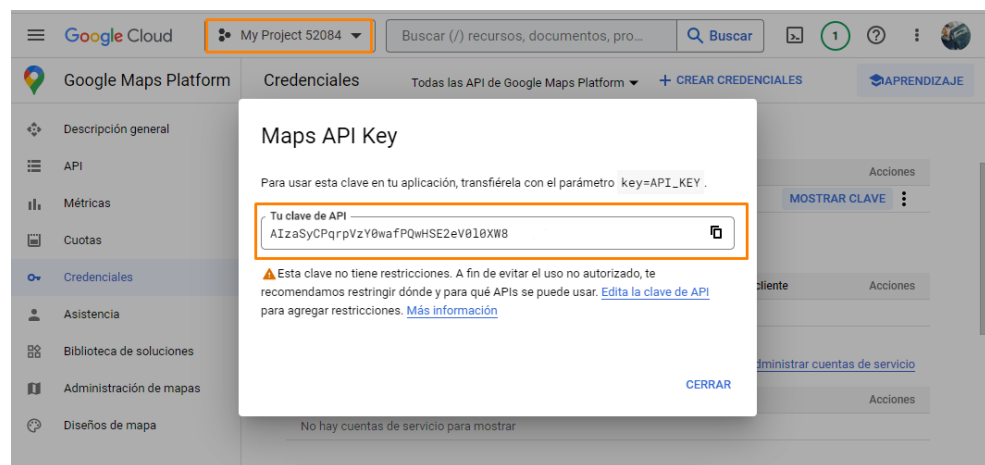 Google Cloud
My Project 52084
Buscar (/) recursos, documentos, pro...
Buscar
1
Google Maps Platform
Credenciales
Todas las API de Google Maps Platform
+ CREAR CREDENCIALES
APRENDIZAJE
Descripción general
API
Métricas
Cuotas
Credenciales
Asistencia
Biblioteca de soluciones
Administración de mapas
Diseños de mapa
Maps API Key
Para usar esta clave en tu aplicación, transfiérela con el parámetro key=API_KEY .
Tu clave de API
AIzaSyCPqrpVzY0wafPQwHSE2eV0l0XW8
Esta clave no tiene restricciones. A fin de evitar el uso no autorizado, te
recomendamos restringir dónde y para qué APIs se puede usar. Edita la clave de API
para agregar restricciones. Más información
CERRAR
Acciones
MOSTRAR CLAVE
cliente
Acciones
administrar cuentas de servicio
Acciones
No hay cuentas de servicio para mostrar